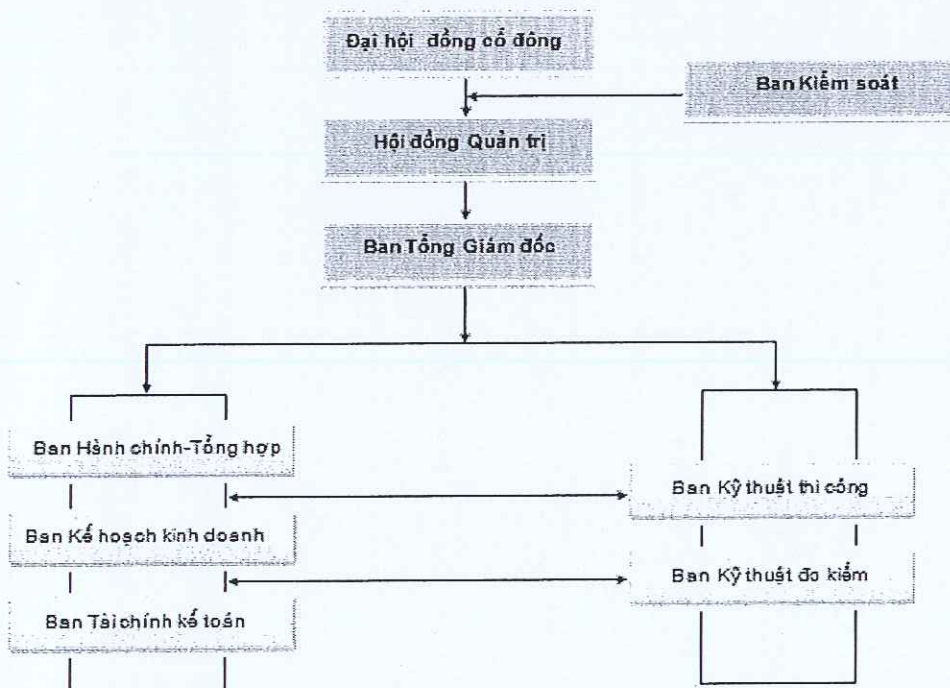 Đại hội đồng cổ đông
Ban Kiểm soát
Hội đồng Quản trị
Ban Tổng Giám đốc
Ban Hành chính-Tổng hợp
Ban Kỹ thuật thi công
Ban Kế hoạch kinh doanh
Ban Kỹ thuật đo kiểm
Ban Tài chính kế toán